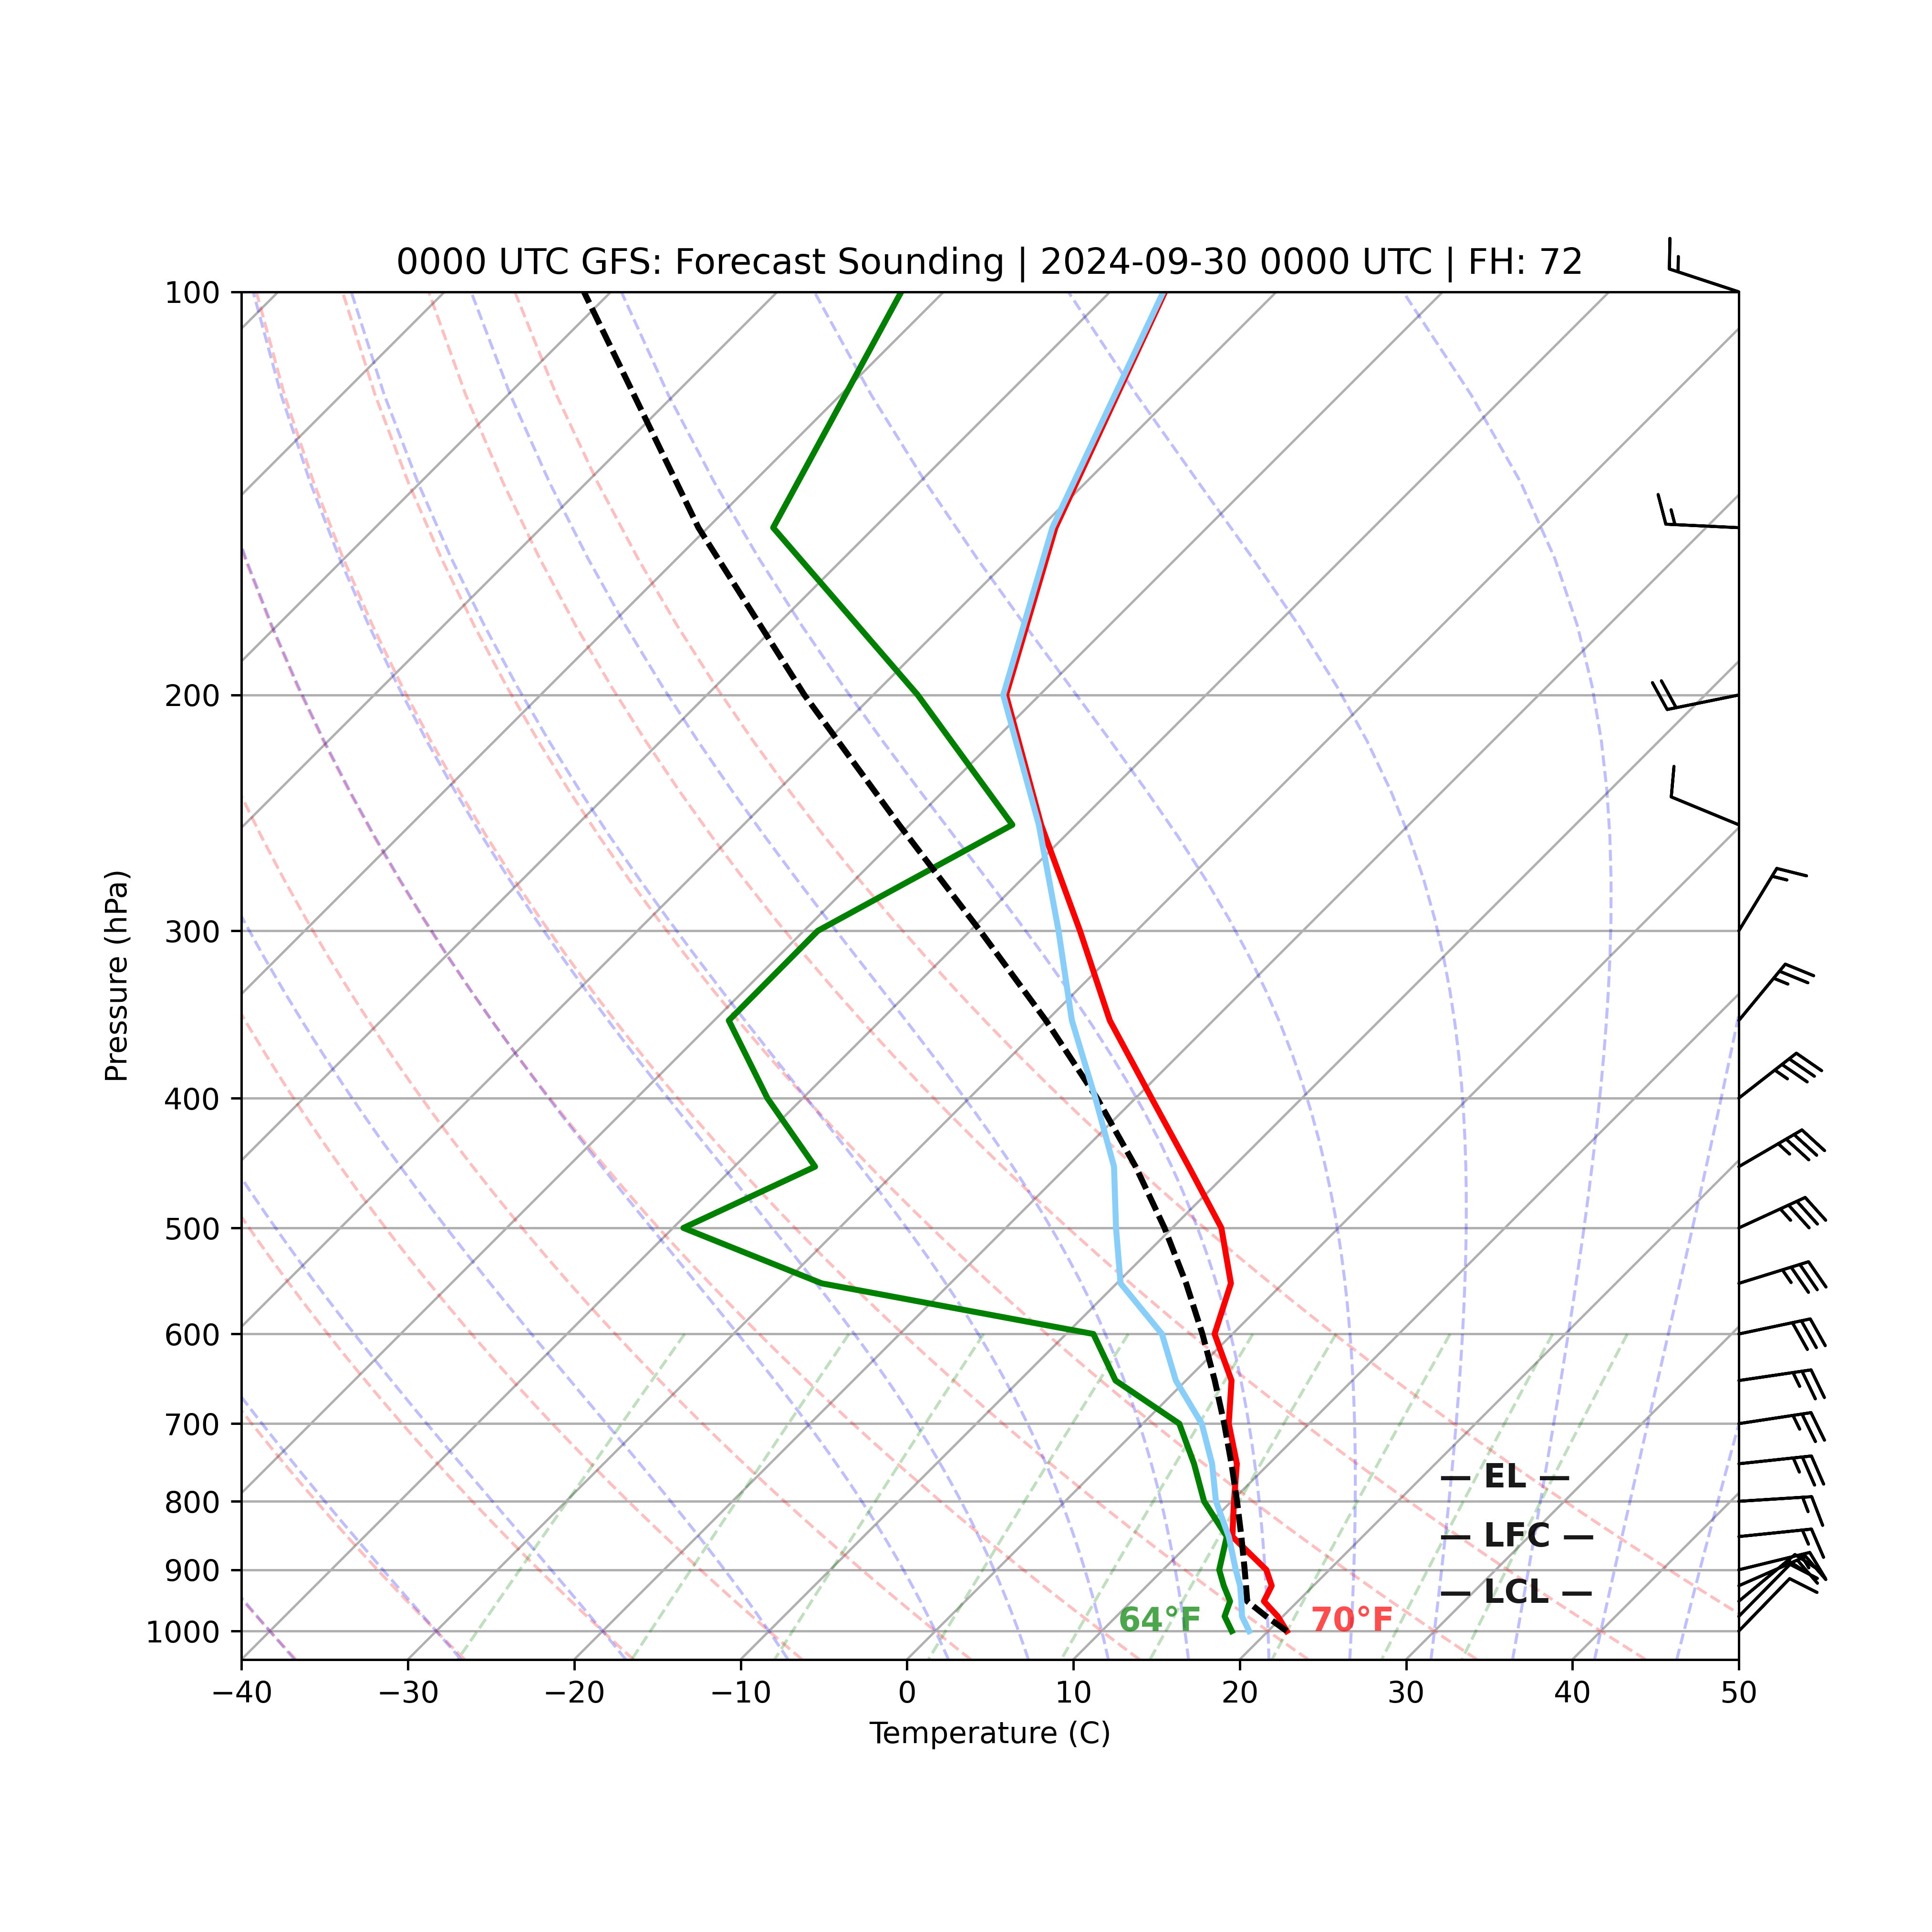 0000 UTC GFS: Forecast Sounding | 2024-09-30 0000 UTC | FH: 72
100
200
300
400
500
600
700
800
900
1000
Pressure (hPa)
— EL —
— LFC —
— LCL —
64°F
70°F
−40
−30
−20
−10
0
10
20
30
40
50
Temperature (C)